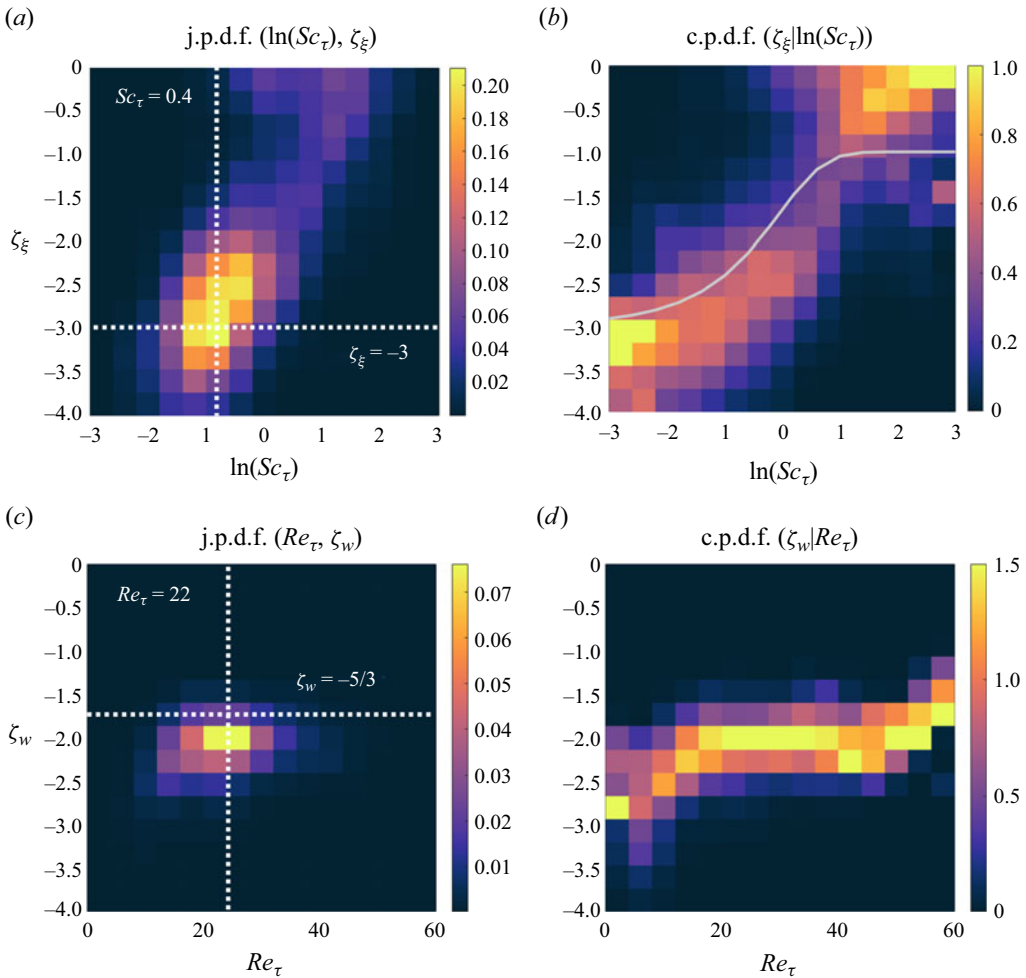 (a)
j.p.d.f. (ln(Scτ), ζξ)
Scτ = 0.4
ζξ = –3
0
–0.5
–1.0
–1.5
–2.0
–2.5
–3.0
–3.5
–4.0
ζξ
–3 –2 1 0 1 2 3
ln(Scτ)
0.20
0.18
0.16
0.14
0.12
0.10
0.08
0.06
0.04
0.02
(b)
c.p.d.f. (ζξ|ln(Scτ))
0
–0.5
–1.0
–1.5
–2.0
–2.5
–3.0
–3.5
–4.0
–3 –2 –1 0 1 2 3
ln(Scτ)
1.0
0.8
0.6
0.4
0.2
0
(c)
j.p.d.f. (Reτ, ζw)
Reτ = 22
ζw = –5/3
0
–0.5
–1.0
–1.5
–2.0
–2.5
–3.0
–3.5
–4.0
ζw
0 20 40 60
Reτ
0.07
0.06
0.05
0.04
0.03
0.02
0.01
(d)
c.p.d.f. (ζw|Reτ)
0
–0.5
–1.0
–1.5
–2.0
–2.5
–3.0
–3.5
–4.0
0 20 40 60
Reτ
1.5
1.0
0.5
0